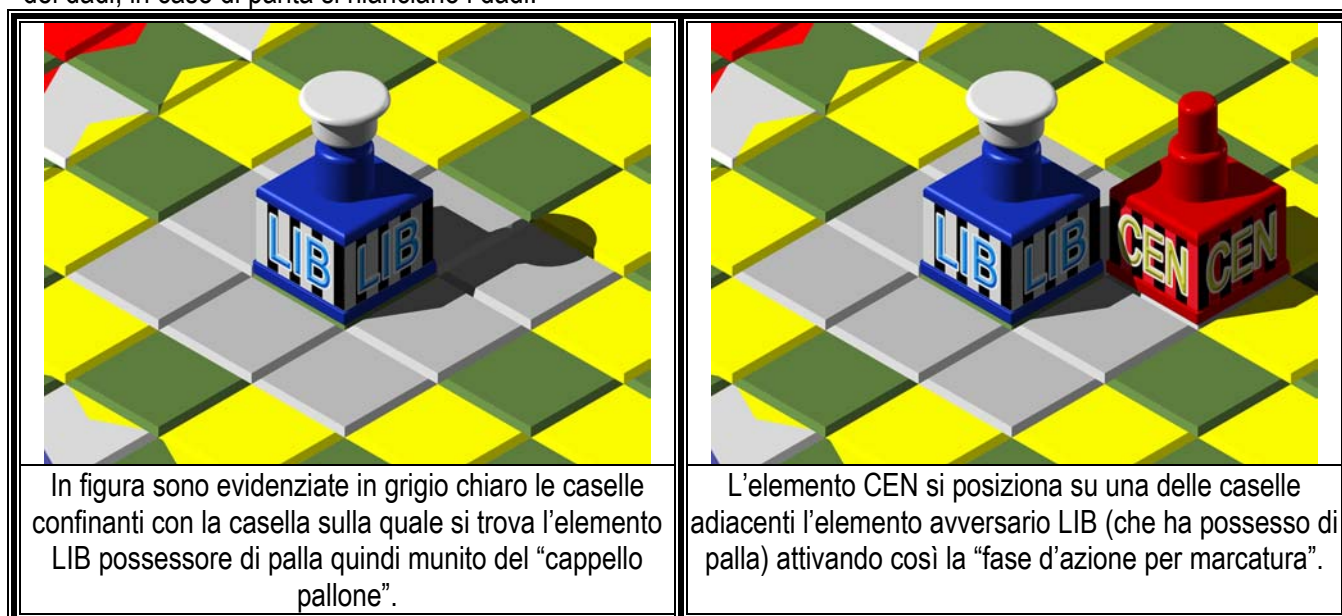 dei dadi, in caso di parità si rilanciano i dadi.
LIB LIB
LIB LIB
CEN CEN
In figura sono evidenziate in grigio chiaro le caselle
confinanti con la casella sulla quale si trova l’elemento
LIB possessore di palla quindi munito del “cappello
pallone”.
L’elemento CEN si posiziona su una delle caselle
adiacenti l’elemento avversario LIB (che ha possesso di
palla) attivando così la “fase d’azione per marcatura”.